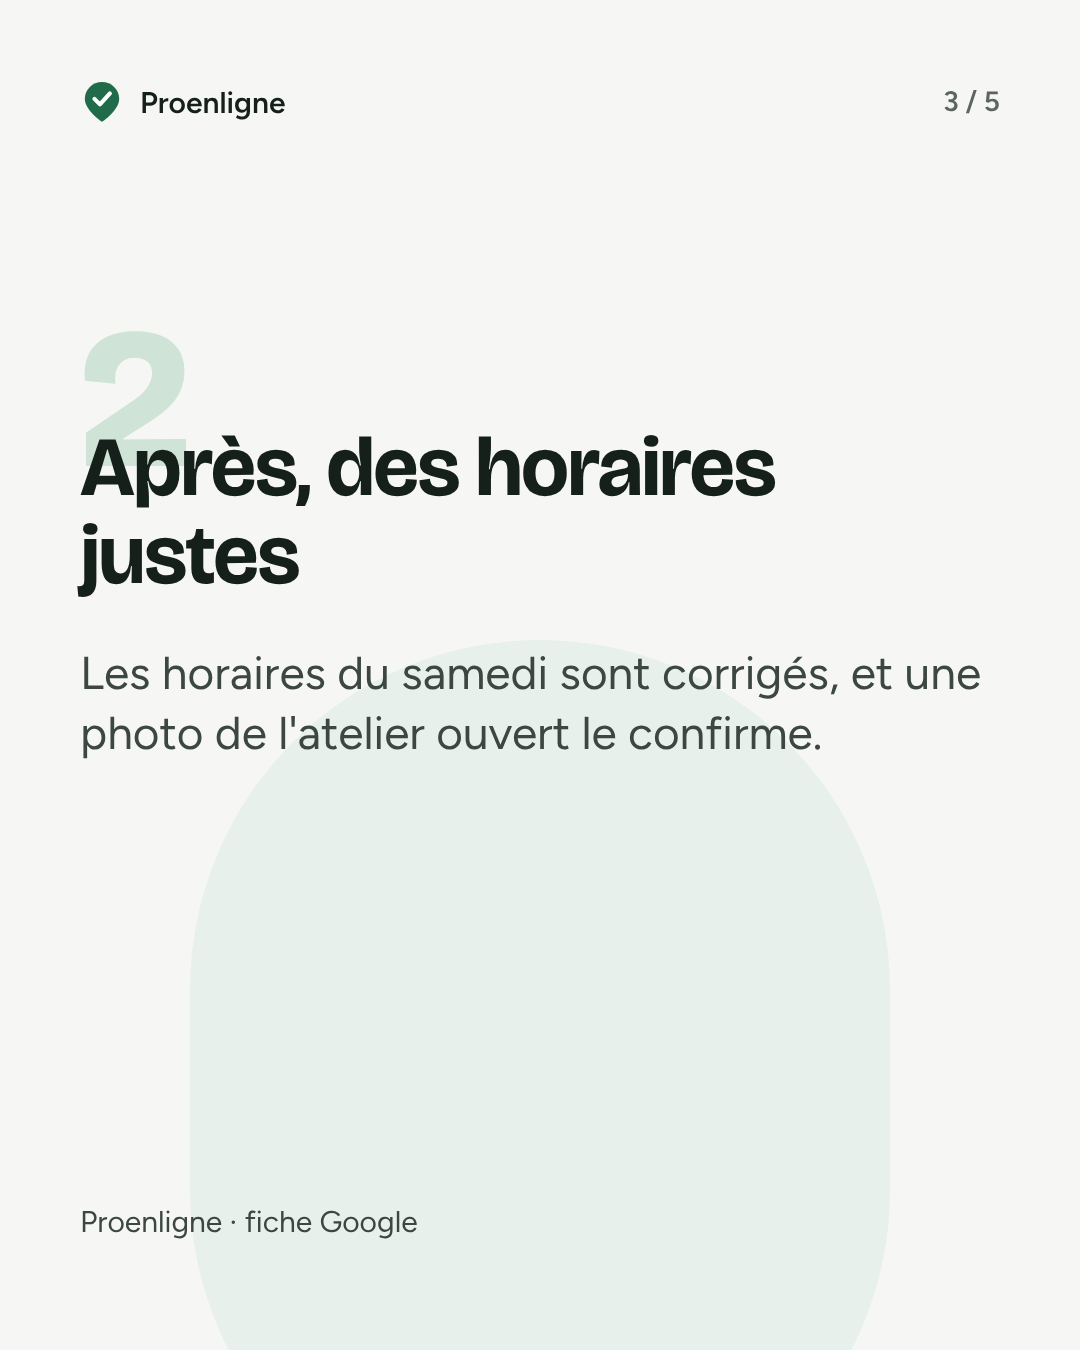 Proenligne
3 / 5
2
Après, des horaires
justes
Les horaires du samedi sont corrigés, et une
photo de l'atelier ouvert le confirme.
Proenligne · fiche Google